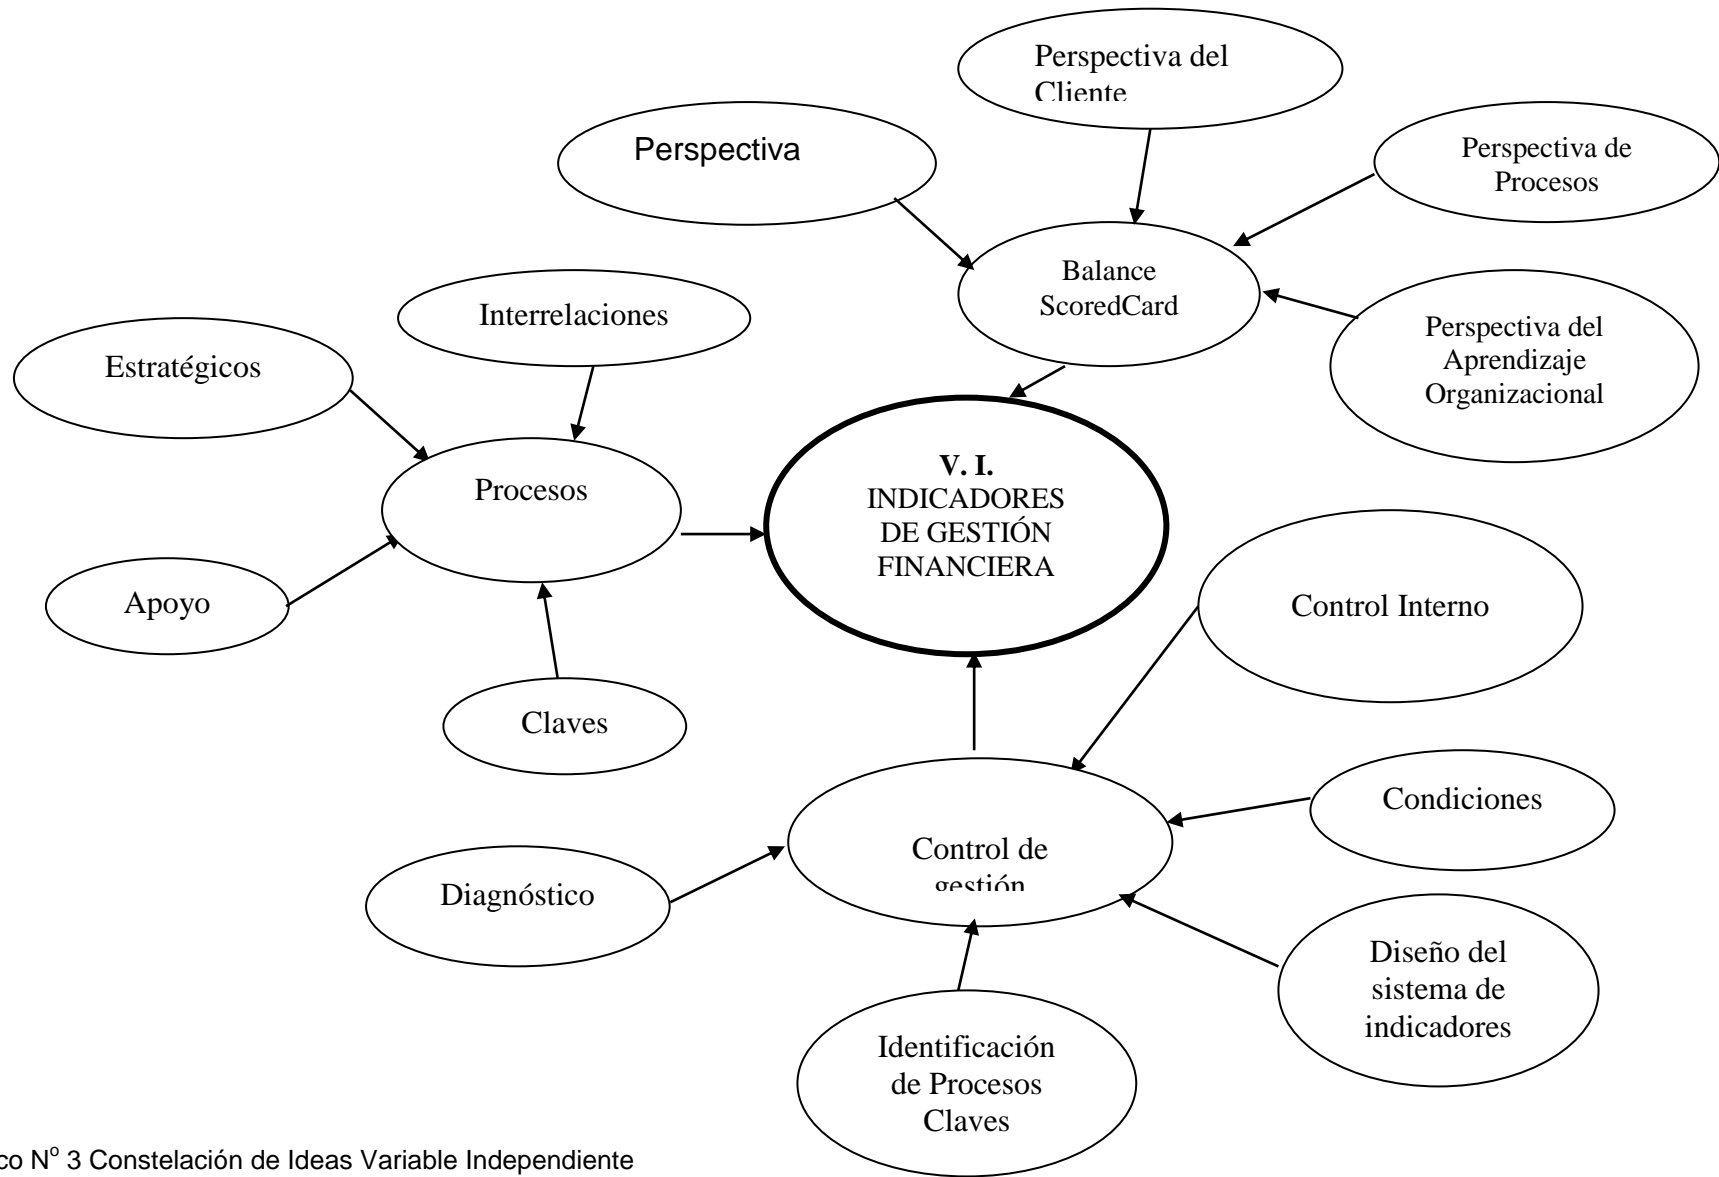 Perspectiva del
Cliente
Perspectiva
Perspectiva de
Procesos
Balance
ScoredCard
Interrelaciones
Perspectiva del
Aprendizaje
Organizacional
Estratégicos
V. I.
INDICADORES
DE GESTIÓN
FINANCIERA
Procesos
Apoyo
Control Interno
Claves
Condiciones
Control de
gestión
Diagnóstico
Diseño del
sistema de
indicadores
Identificación
de Procesos
Claves
co Nº 3 Constelación de Ideas Variable Independiente